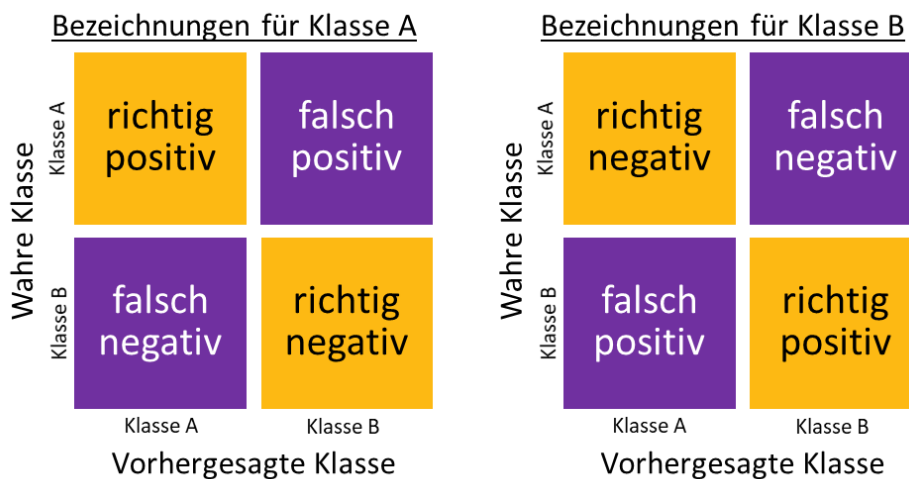 Bezeichnungen für Klasse A
Wahre Klasse
Klasse A
richtig
positiv
falsch
positiv
Klasse B
falsch
negativ
richtig
negativ
Klasse A
Klasse B
Vorhergesagte Klasse
Bezeichnungen für Klasse B
Wahre Klasse
Klasse A
richtig
negativ
falsch
negativ
Klasse B
falsch
positiv
richtig
positiv
Klasse A
Klasse B
Vorhergesagte Klasse